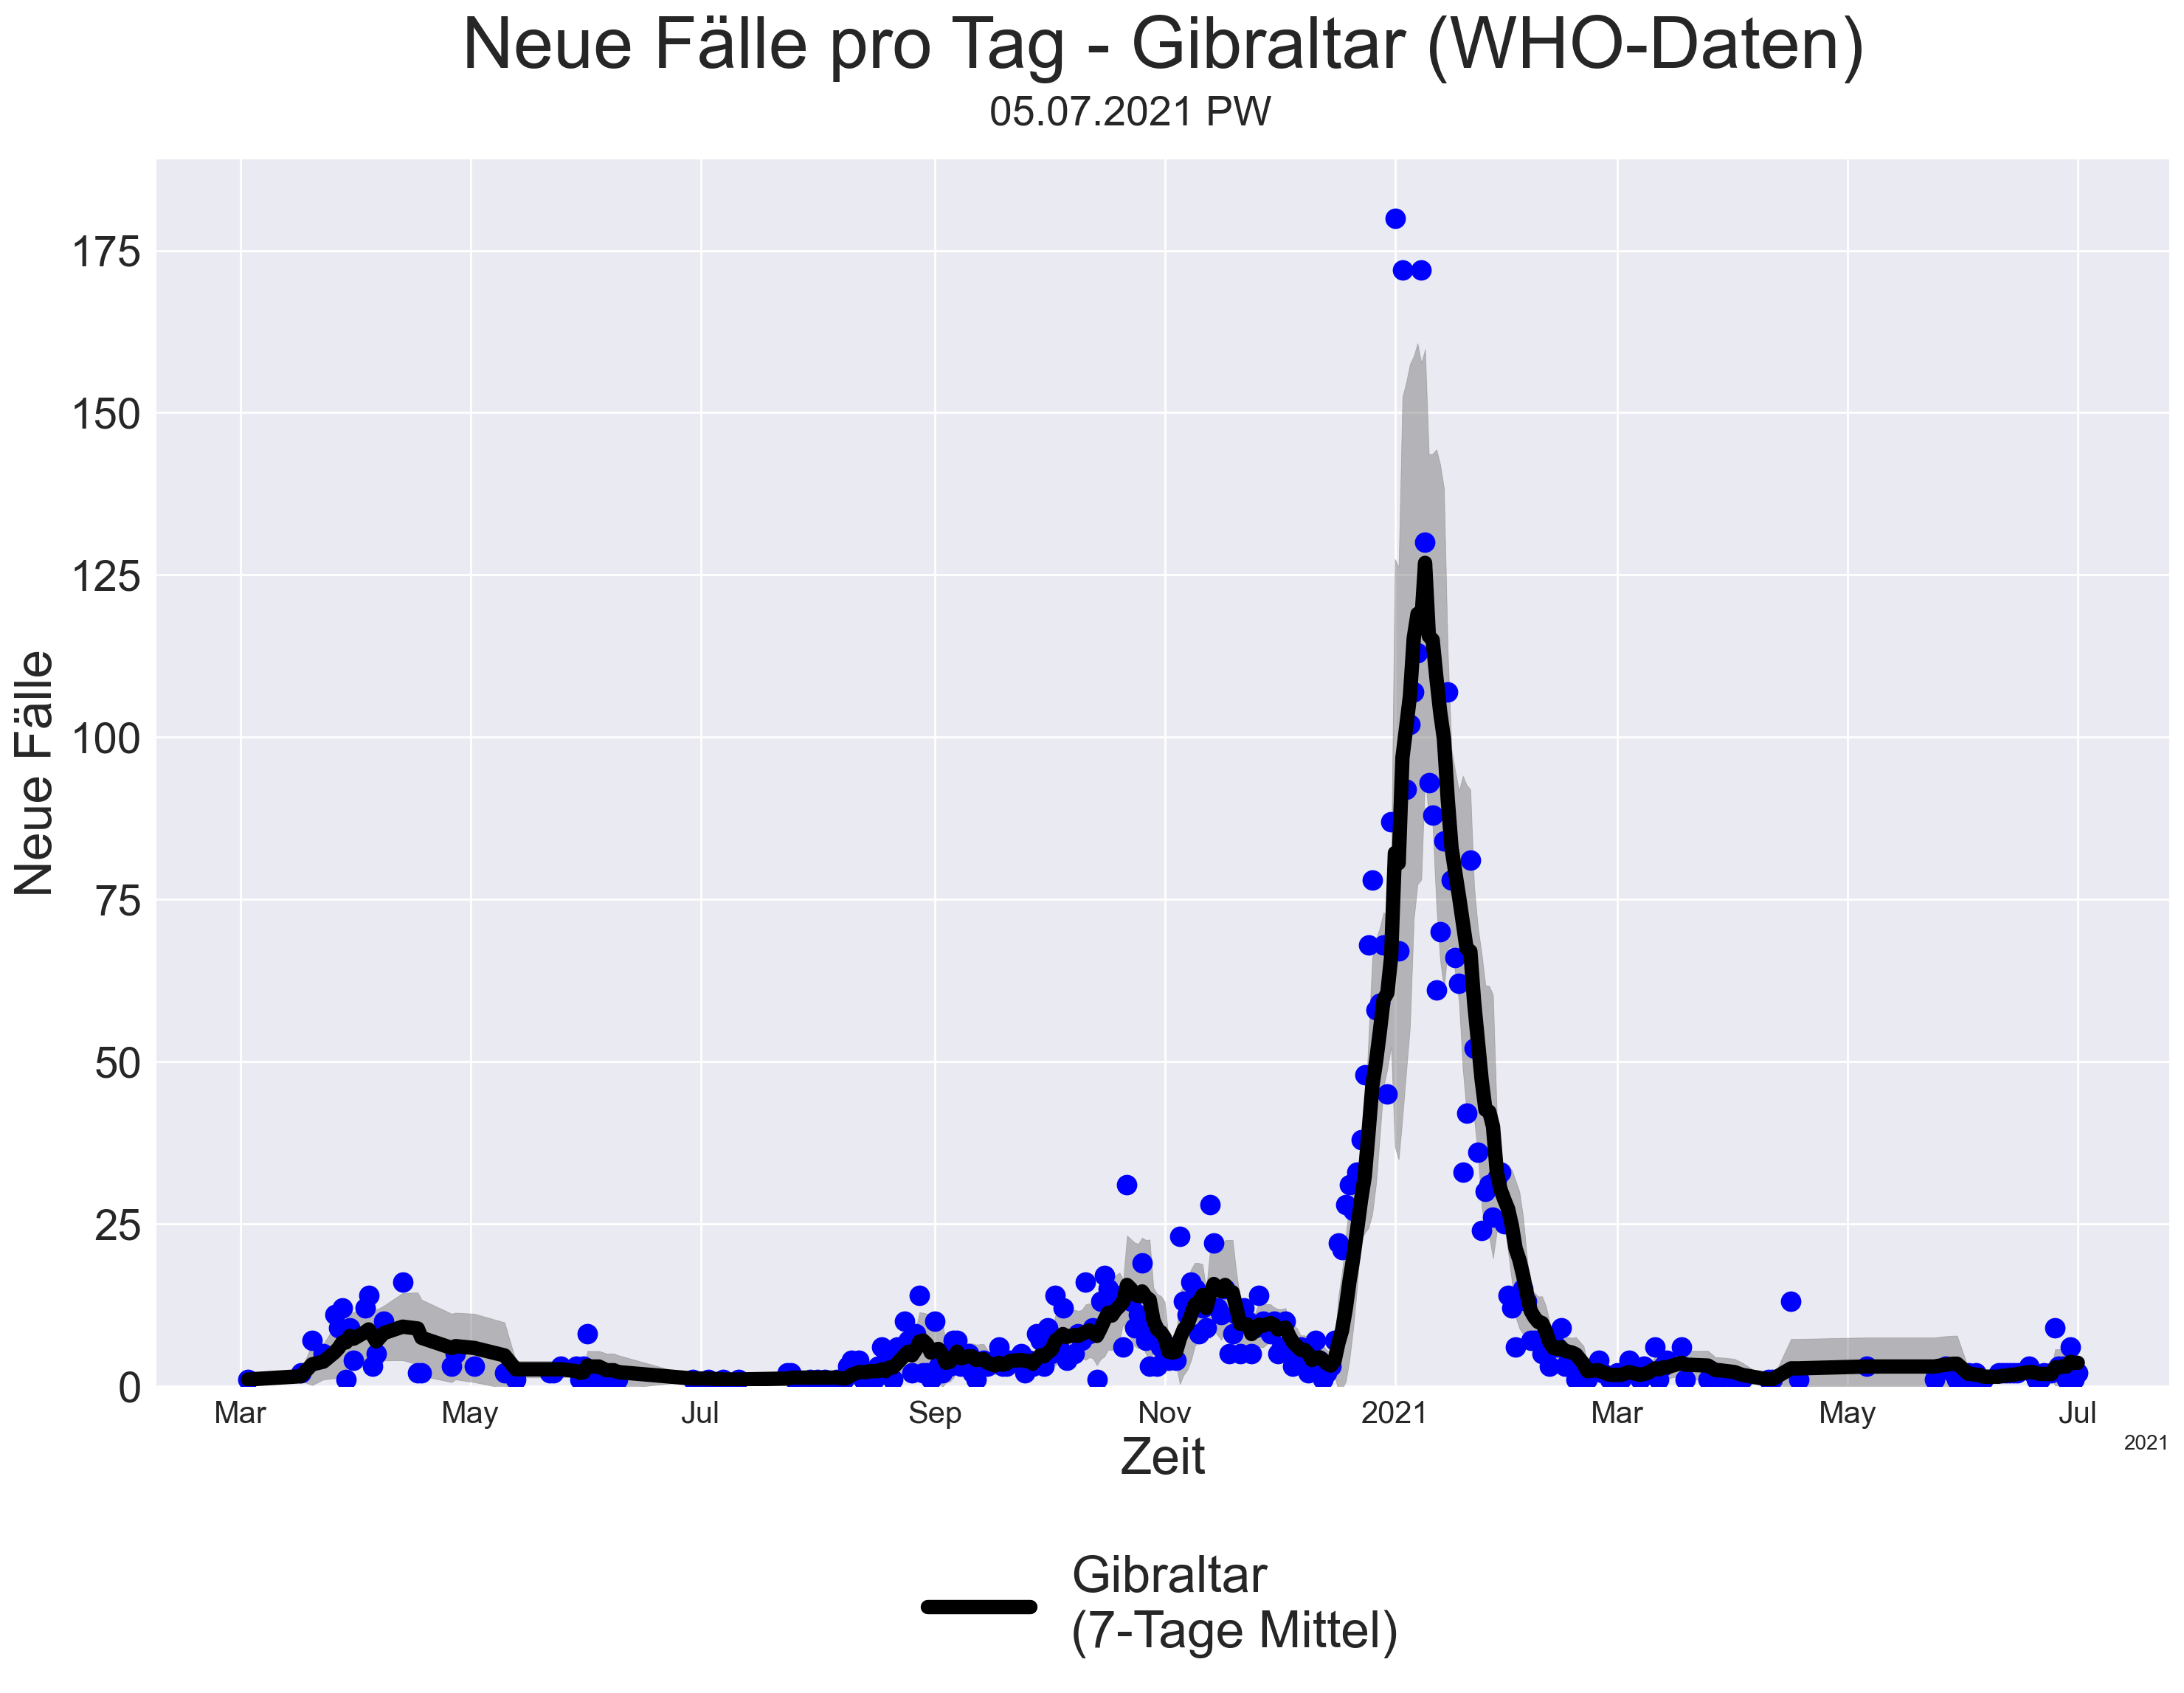 Neue Fälle pro Tag - Gibraltar (WHO-Daten)
05.07.2021 PW
Neue Fälle
175
150
125
100
75
50
25
0
Mar
May
Jul
Sep
Nov
2021
Mar
May
Jul
2021
Zeit
Gibraltar
(7-Tage Mittel)